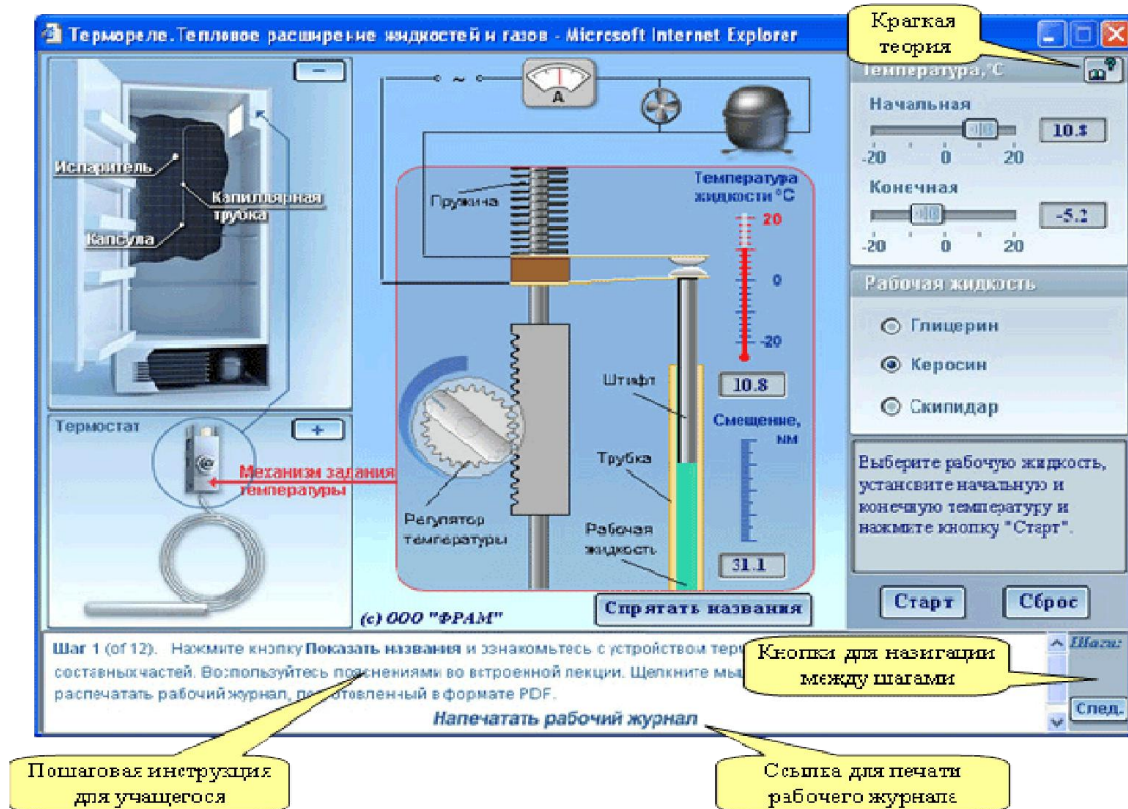 Краткая
теория
Термореле.Тепловое расширение жидкостей и газов - Microsoft Internet Explorer
Температура,°C
Начальная
10.8
-20 0 20
Конечная
-5.2
-20 0 20
Рабочая жидкость
Глицерин
Керосин
Скипидар
Выберите рабочую жидкость,
установите начальную и
конечную температуру и
нажмите кнопку "Старт".
Старт
Сброс
Испаритель
Капиллярная
трубка
Капсула
Термостат
Механизм задания
температуры
A
Пружина
Температура
жидкости °C
20
0
-20
10.8
Штифт
Смещение,
мм
Трубка
Регулятор
температуры
Рабочая
жидкость
31.1
(c) ООО "ФРАМ"
Спрятать названия
Шаг 1 (of 12). Нажмите кнопку Показать названия и ознакомьтесь с устройством
составных частей. Воспользуйтесь пояснениями во встроенной лекции. Щелкните
распечатать рабочий журнал, в формате PDF.
Напечатать рабочий журнал
Шаги:
След.
Кнопки для навигации
между шагами
Пошаговая инструкция
для учащегося
Ссылка для печати
рабочего журнала